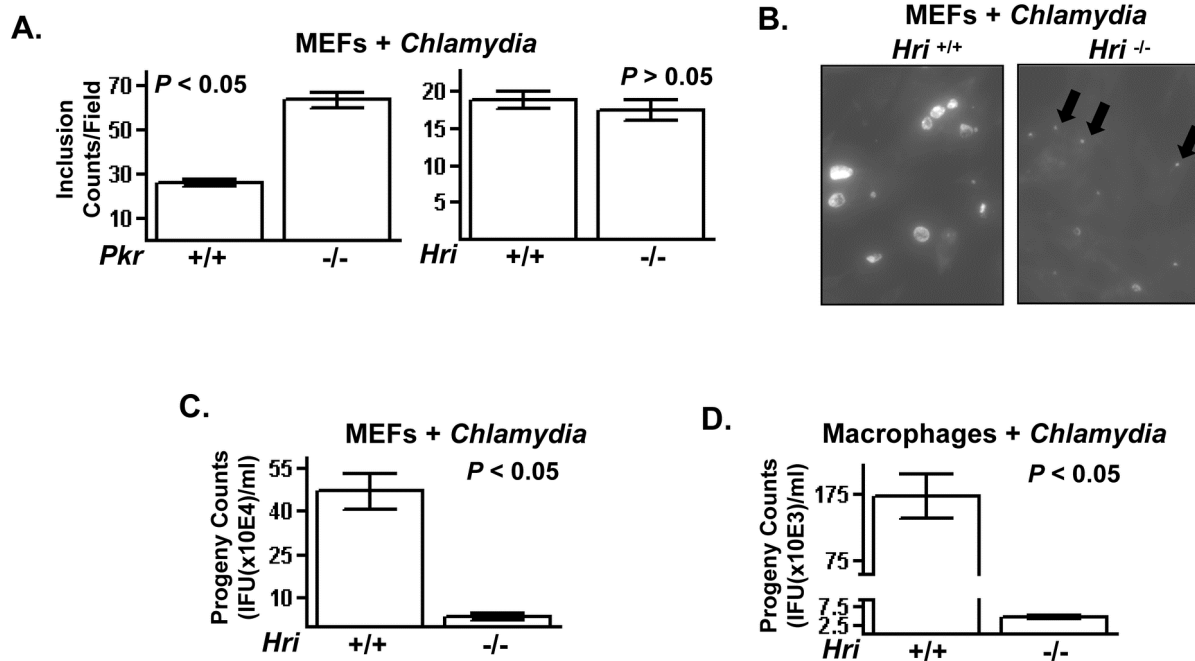 A.
MEFs + Chlamydia
Inclusion
Counts/Field
70
50
30
10
P < 0.05
Pkr +/+ -/-
20
15
10
5
P > 0.05
Hri +/+ -/-
B.
MEFs + Chlamydia
Hri +/+ Hri -/-
C.
MEFs + Chlamydia
Progeny Counts
(IFU(x10E4)/ml)
55
40
25
10
P < 0.05
Hri +/+ -/-
D.
Macrophages + Chlamydia
Progeny Counts
(IFU(x10E3)/ml)
175
75
7.5
2.5
P < 0.05
Hri +/+ -/-